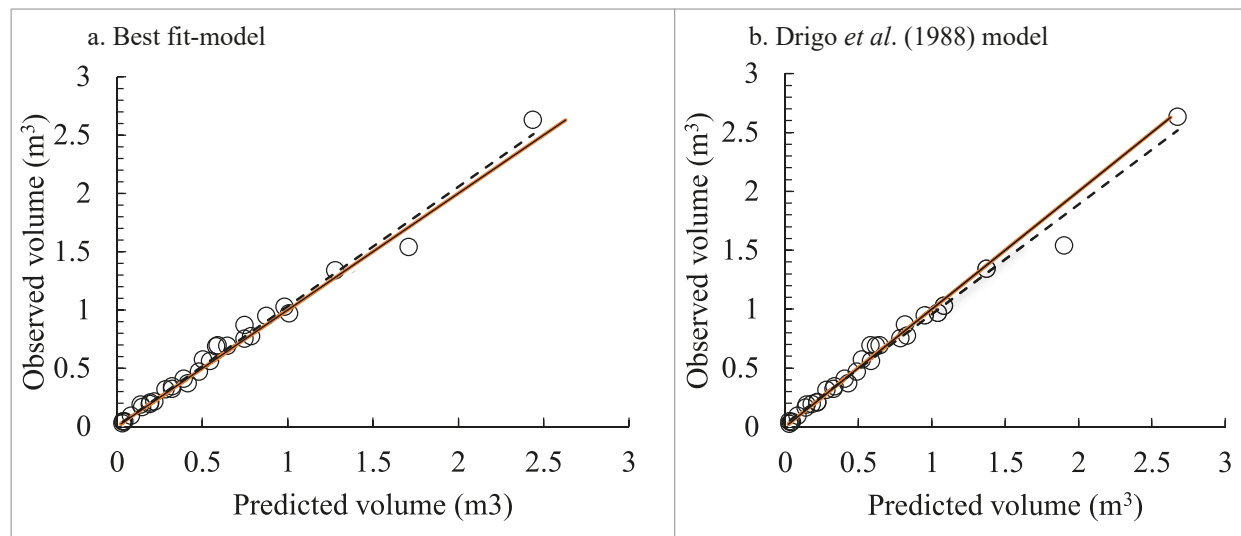 a. Best fit-model
3
2.5
2
1.5
1
0.5
0
Observed volume (m³)
0 0.5 1 1.5 2 2.5 3
Predicted volume (m3)
b. Drigo et al. (1988) model
3
2.5
2
1.5
1
0.5
0
Observed volume (m³)
0 0.5 1 1.5 2 2.5 3
Predicted volume (m³)